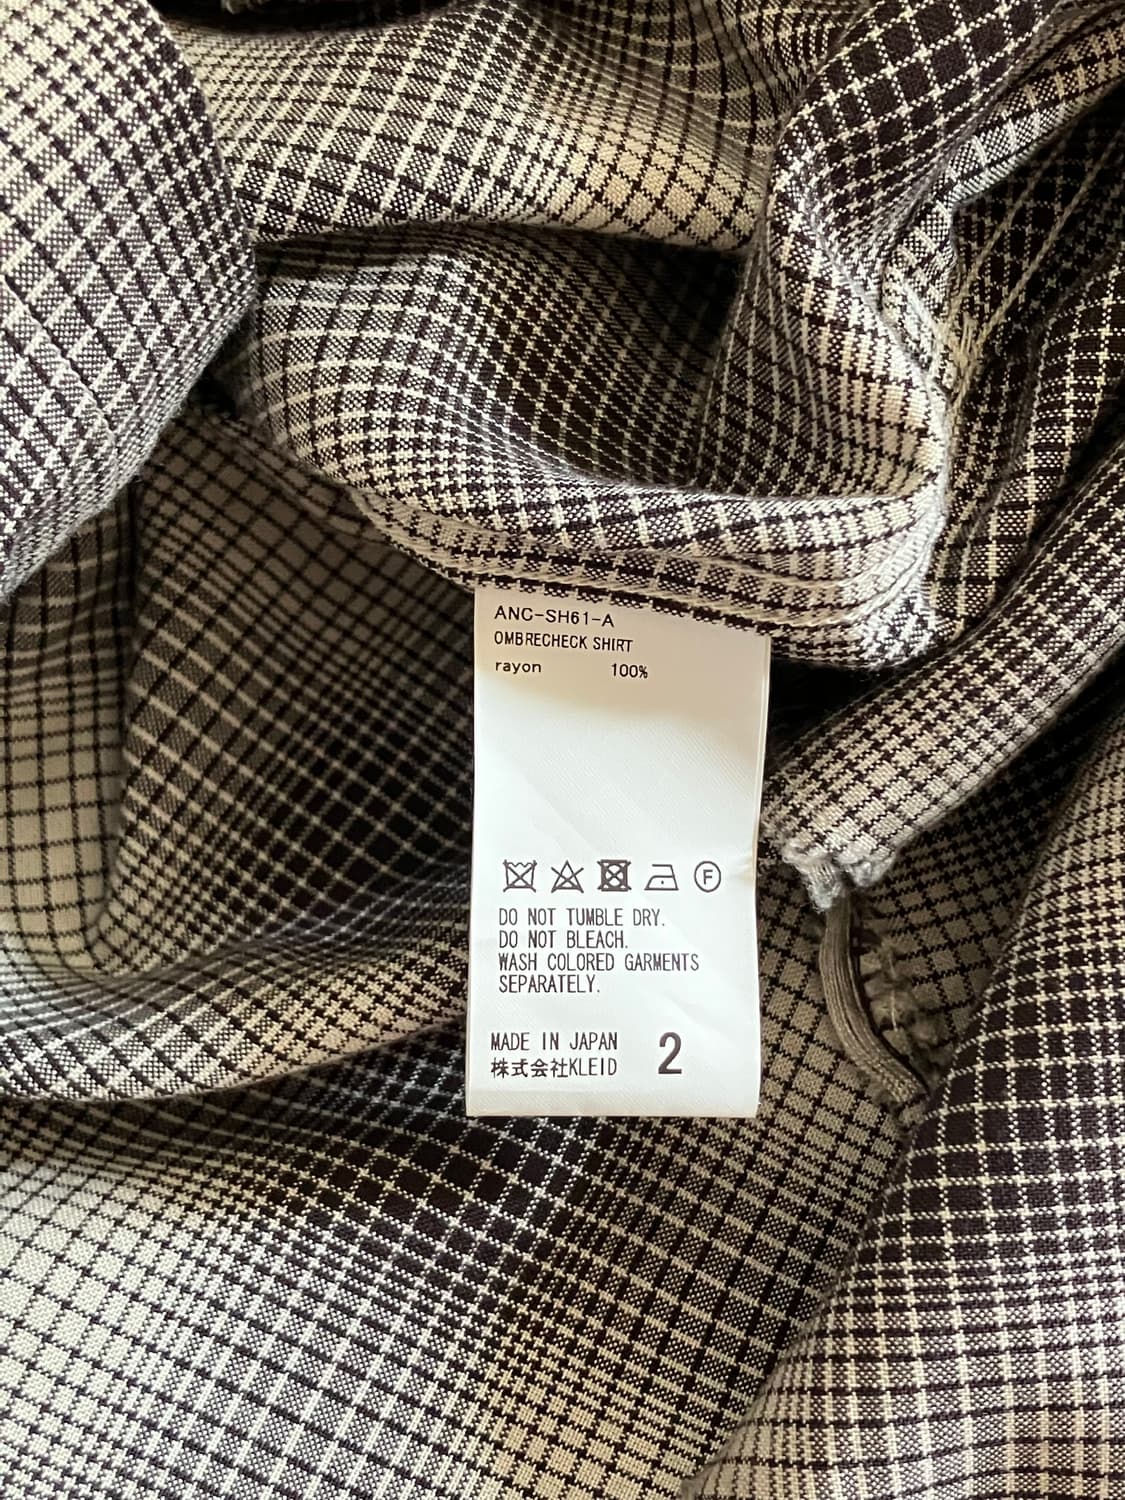 ANC-SH61-A
OMBRECHECK SHIRT
rayon 100%
F
DO NOT TUMBLE DRY.
DO NOT BLEACH.
WASH COLORED GARMENTS
SEPARATELY.
MADE IN JAPAN 2
株式会社KLEID